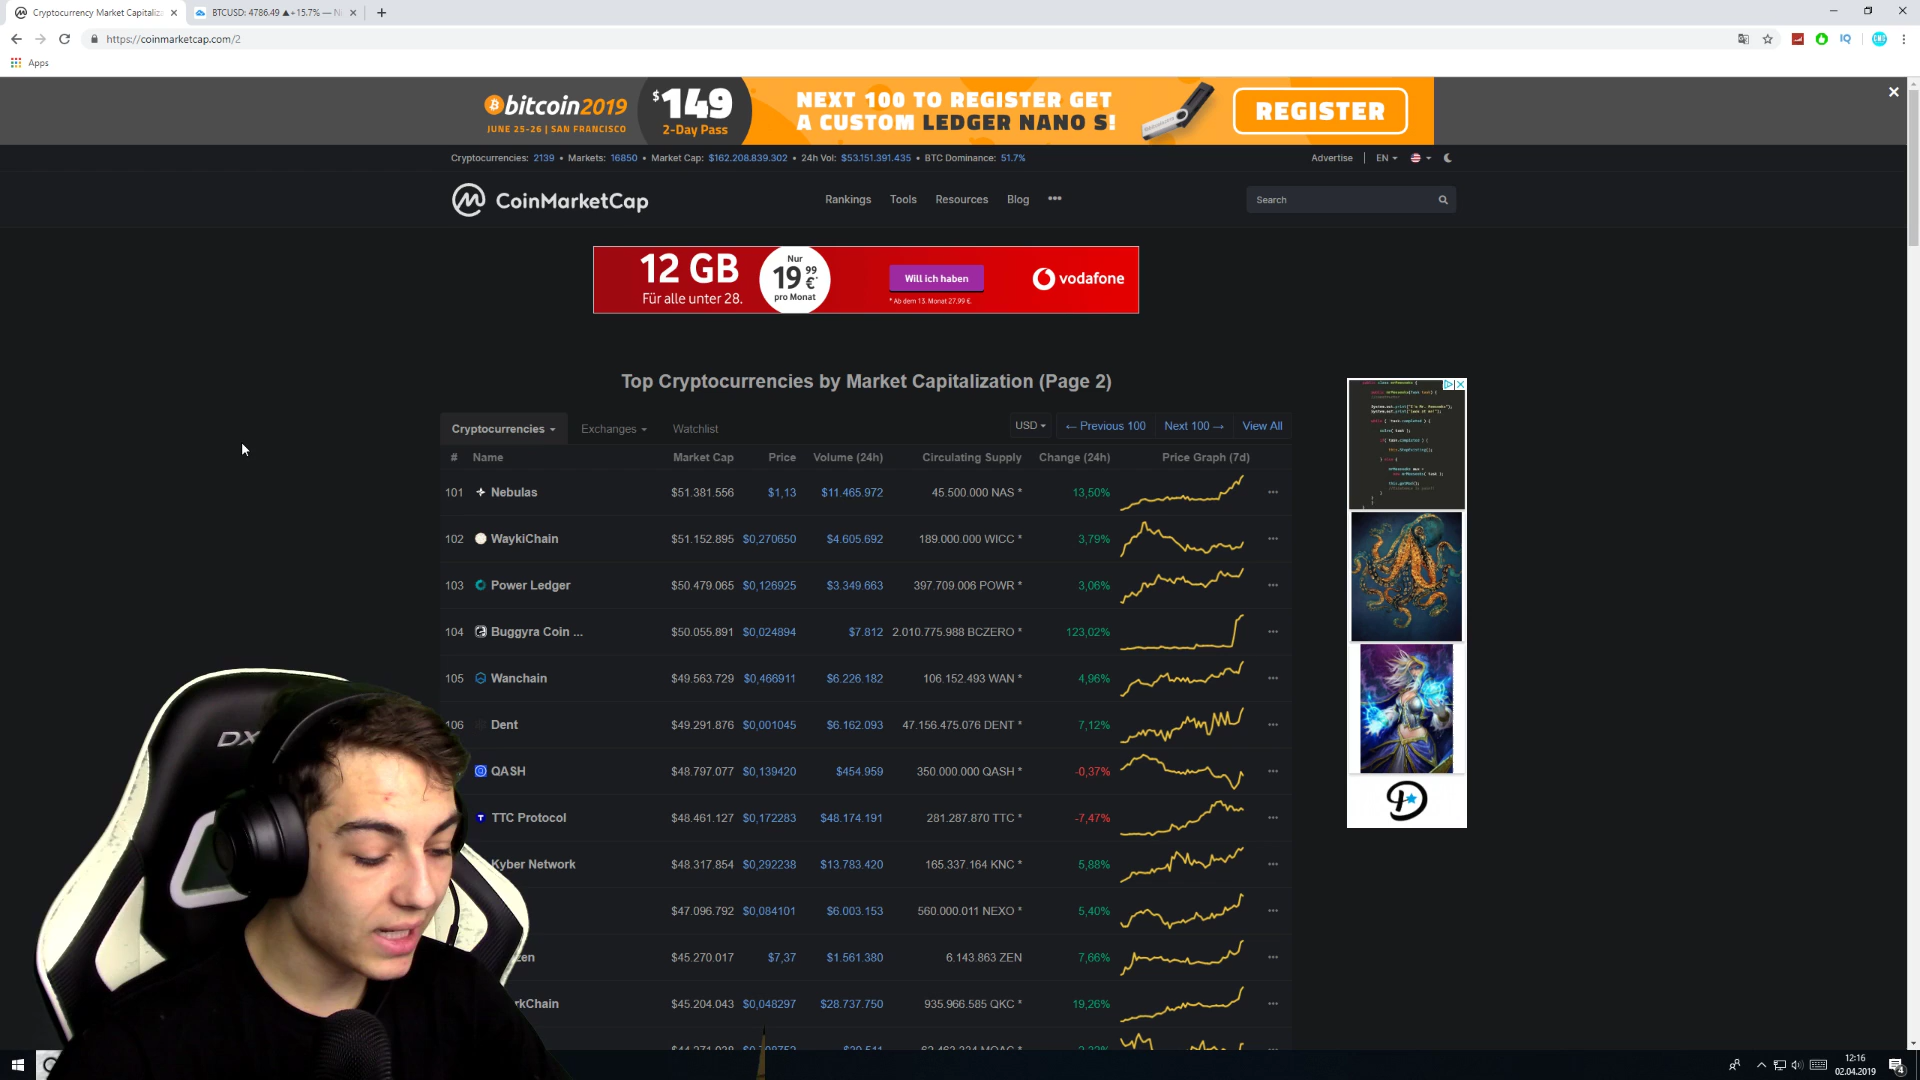 Cryptocurrency Market Capitaliz
BTCUSD: 4786.49 ▲+15.7% —
https://coinmarketcap.com/2
Apps
bitcoin2019
JUNE 25-26 | SAN FRANCISCO
$149
2-Day Pass
NEXT 100 TO REGISTER GET
A CUSTOM LEDGER NANO S!
REGISTER
Cryptocurrencies: 2139 • Markets: 16850 • Market Cap: $162.208.839.302 • 24h Vol: $53.151.391.435 • BTC Dominance: 51.7%
Advertise | EN
CoinMarketCap
Rankings Tools Resources Blog •••
Search
12 GB
Für alle unter 28.
Nur
19 99 €*
pro Monat
Will ich haben
* Ab dem 13. Monat 27,99 €.
vodafone
Top Cryptocurrencies by Market Capitalization (Page 2)
Cryptocurrencies Exchanges Watchlist USD ← Previous 100 Next 100 → View All
# Name Market Cap Price Volume (24h) Circulating Supply Change (24h) Price Graph (7d)
101 Nebulas $51.381.556 $1,13 $11.465.972 45.500.000 NAS * 13,50%
102 WaykiChain $51.152.895 $0,270650 $4.605.692 189.000.000 WICC * 3,79%
103 Power Ledger $50.479.065 $0,126925 $3.349.663 397.709.006 POWR * 3,06%
104 Buggyra Coin ... $50.055.891 $0,024894 $7.812 2.010.775.988 BCZERO * 123,02%
105 Wanchain $49.563.729 $0,466911 $6.226.182 106.152.493 WAN * 4,96%
106 Dent $49.291.876 $0,001045 $6.162.093 47.156.475.076 DENT * 7,12%
QASH $48.797.077 $0,139420 $454.959 350.000.000 QASH * -0,37%
TTC Protocol $48.461.127 $0,172283 $48.174.191 281.287.870 TTC * -7,47%
Kyber Network $48.317.854 $0,292238 $13.783.420 165.337.164 KNC * 5,88%
$47.096.792 $0,084101 $6.003.153 560.000.011 NEXO * 5,40%
zen $45.270.017 $7,37 $1.561.380 6.143.863 ZEN 7,66%
rkChain $45.204.043 $0,048297 $28.737.750 935.966.585 QKC * 19,26%
DX
12:16
02.04.2019
4